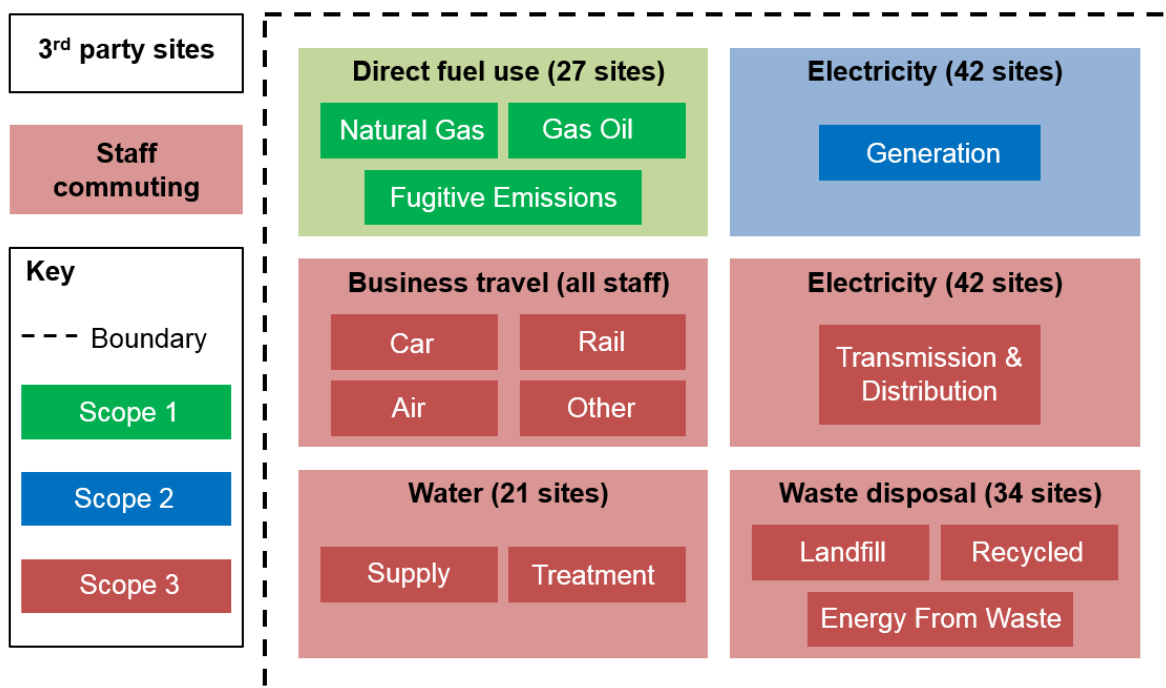 3rd party sites
Staff
commuting
Key
Boundary
Scope 1
Scope 2
Scope 3
Direct fuel use (27 sites)
Natural Gas
Gas Oil
Fugitive Emissions
Electricity (42 sites)
Generation
Business travel (all staff)
Car
Rail
Air
Other
Electricity (42 sites)
Transmission &
Distribution
Water (21 sites)
Supply
Treatment
Waste disposal (34 sites)
Landfill
Recycled
Energy From Waste